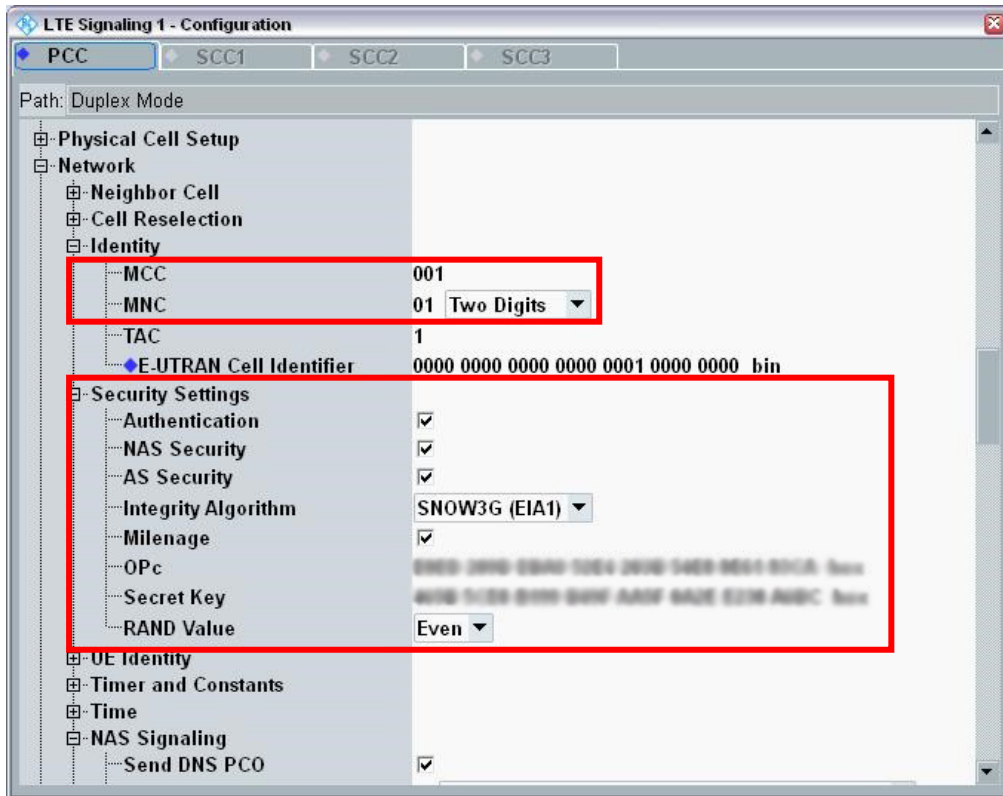 LTE Signaling 1 - Configuration
PCC SCC1 SCC2 SCC3
Path: Duplex Mode
Physical Cell Setup
Network
Neighbor Cell
Cell Reselection
Identity
MCC 001
MNC 01 Two Digits
TAC 1
E-UTRAN Cell Identifier 0000 0000 0000 0000 0001 0000 0000 bin
Security Settings
Authentication
NAS Security
AS Security
Integrity Algorithm SNOW3G (EIA1)
Milenage
OPc
Secret Key
RAND Value Even
UE Identity
Timer and Constants
Time
NAS Signaling
Send DNS PCO